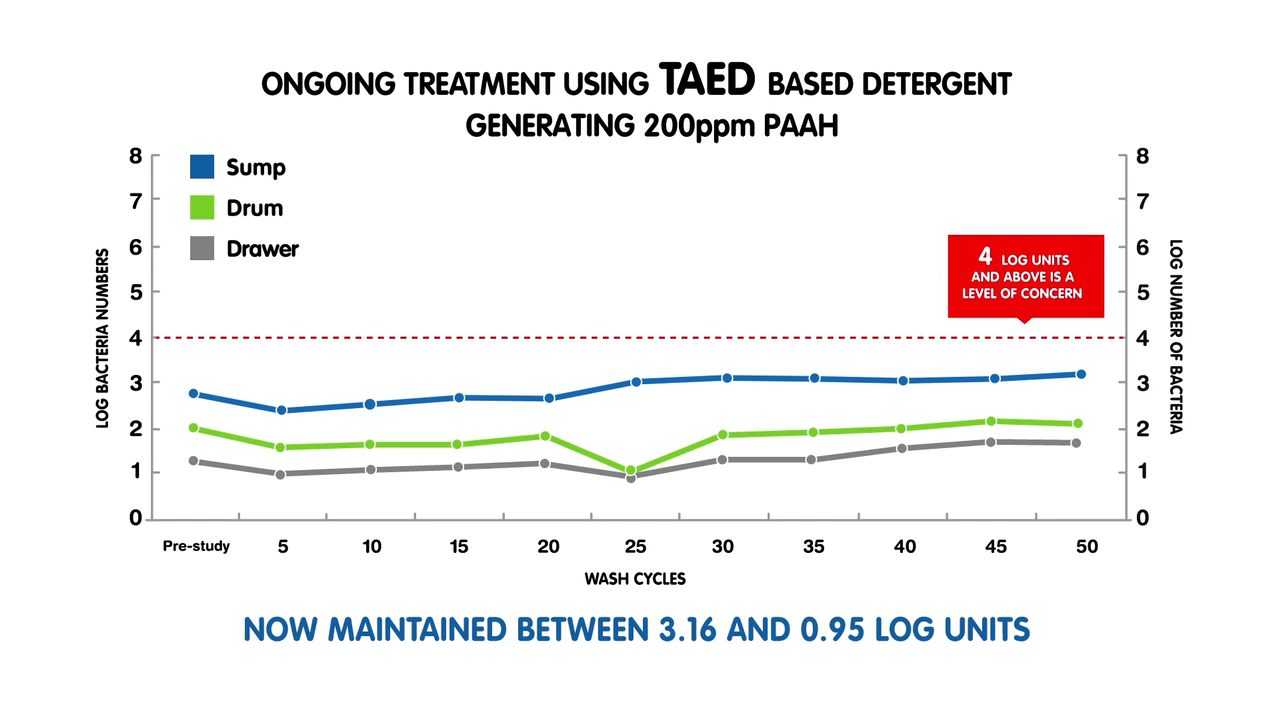 ONGOING TREATMENT USING TAED BASED DETERGENT
GENERATING 200ppm PAAH
Sump
Drum
Drawer
LOG BACTERIA NUMBERS
8
7
6
5
4
3
2
1
0
4 LOG UNITS
AND ABOVE IS A
LEVEL OF CONCERN
8
7
6
5
4
3
2
1
0
LOG NUMBER OF BACTERIA
Pre-study 5 10 15 20 25 30 35 40 45 50
WASH CYCLES
NOW MAINTAINED BETWEEN 3.16 AND 0.95 LOG UNITS